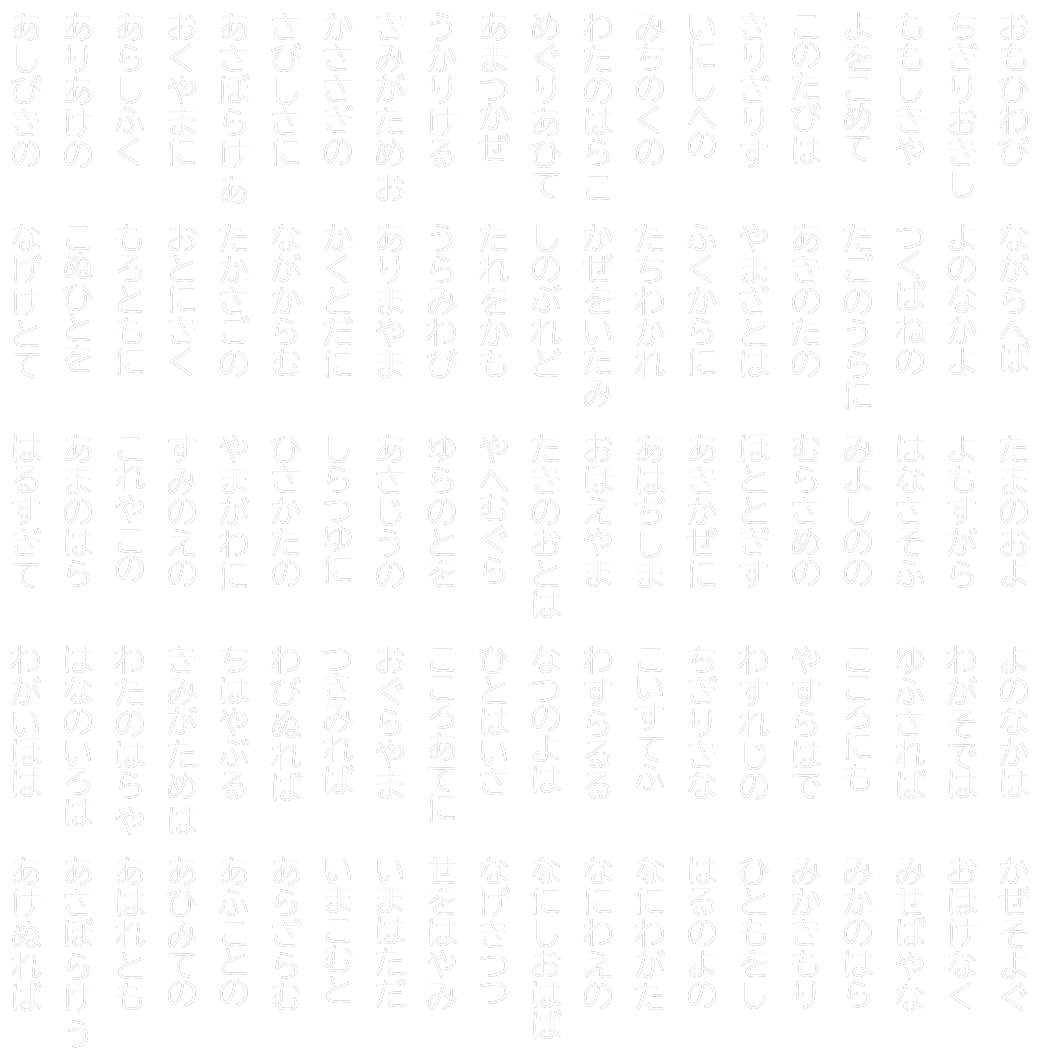 おもひわび
ちぎりおきし
ももしきや
よをこめて
このたびは
きりぎりす
いにしへの
みちのくの
わたのはらこ
めぐりあひて
あまつかぜ
うかりける
きみがためお
かささぎの
さびしさに
あさぼらけあ
おくやまに
あらしふく
ありあけの
あしびきの
ながらへば
よのなかよ
つくばねの
たごのうらに
あきのたの
やまざとは
ふくからに
たちわかれ
かぜをいたみ
しのぶれど
たれをかも
うらみわび
ありまやま
かくとだに
ながからむ
たかさごの
おとにきく
もろともに
こぬひとを
なげけとて
たまのおよ
よもすがら
はなさそふ
みよしのの
むらさめの
ほととぎす
あきかぜに
あはぢしま
おほえやま
たきのおとは
やへむぐら
ゆらのとを
あさじうの
しらつゆに
ひさかたの
やまがわに
すみのえの
これやこの
あまのはら
はるすぎて
よのなかは
わがそでは
ゆふされば
こころにも
やすらはで
わすれじの
ちぎりきな
こいすてふ
わすらるる
なつのよは
ひとはいさ
こころあてに
おぐらやま
つきみれば
わびぬれば
ちはやぶる
きみがためは
わたのはらや
はなのいろは
わがいほは
かぜそよぐ
おほけなく
みせばやな
みかのはら
みかきもり
ひともをし
はるのよの
なにわがた
なにわえの
なにしおはば
なげきつつ
せをはやみ
いまはただ
いまこむと
あらざらむ
あふことの
あひみての
あはれとも
あさぼらけう
あけぬれば